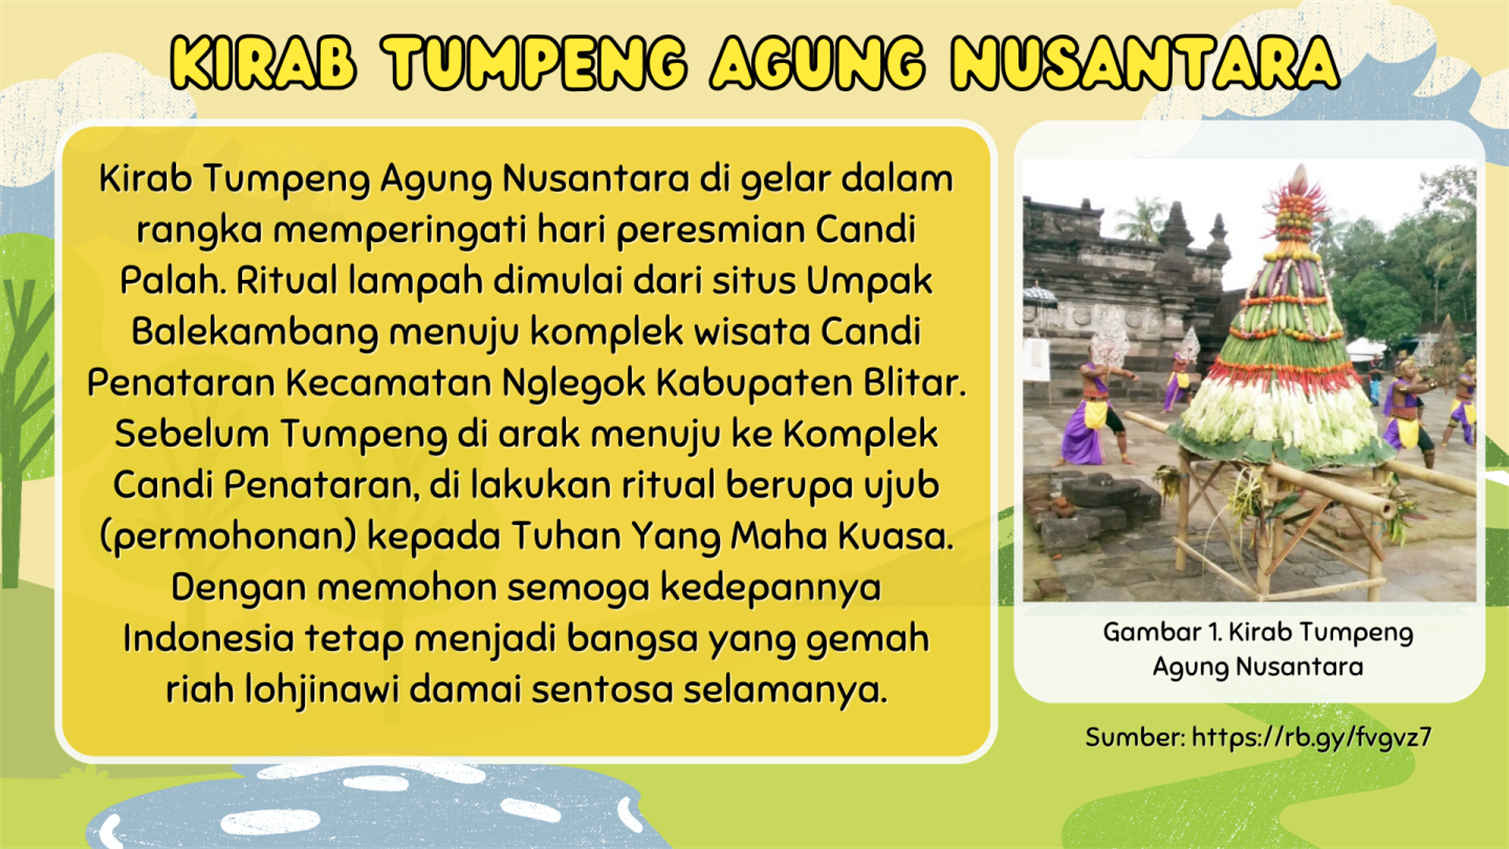 KIRAB TUMPENG AGUNG NUSANTARA
Kirab Tumpeng Agung Nusantara di gelar dalam
rangka memperingati hari peresmian Candi
Palah. Ritual lampah dimulai dari situs Umpak
Balekambang menuju komplek wisata Candi
Penataran Kecamatan Nglegok Kabupaten Blitar.
Sebelum Tumpeng di arak menuju ke Komplek
Candi Penataran, di lakukan ritual berupa ujub
(permohonan) kepada Tuhan Yang Maha Kuasa.
Dengan memohon semoga kedepannya
Indonesia tetap menjadi bangsa yang gemah
riah lohjinawi damai sentosa selamanya.
Gambar 1. Kirab Tumpeng
Agung Nusantara
Sumber: https://rb.gy/fvgvz7